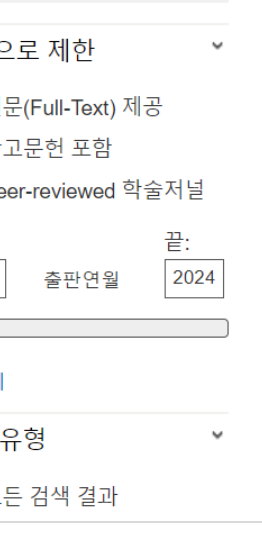 으로 제한
문(Full-Text) 제공
고문헌 포함
eer-reviewed 학술저널
끝:
출판연월 2024
유형
든 검색 결과